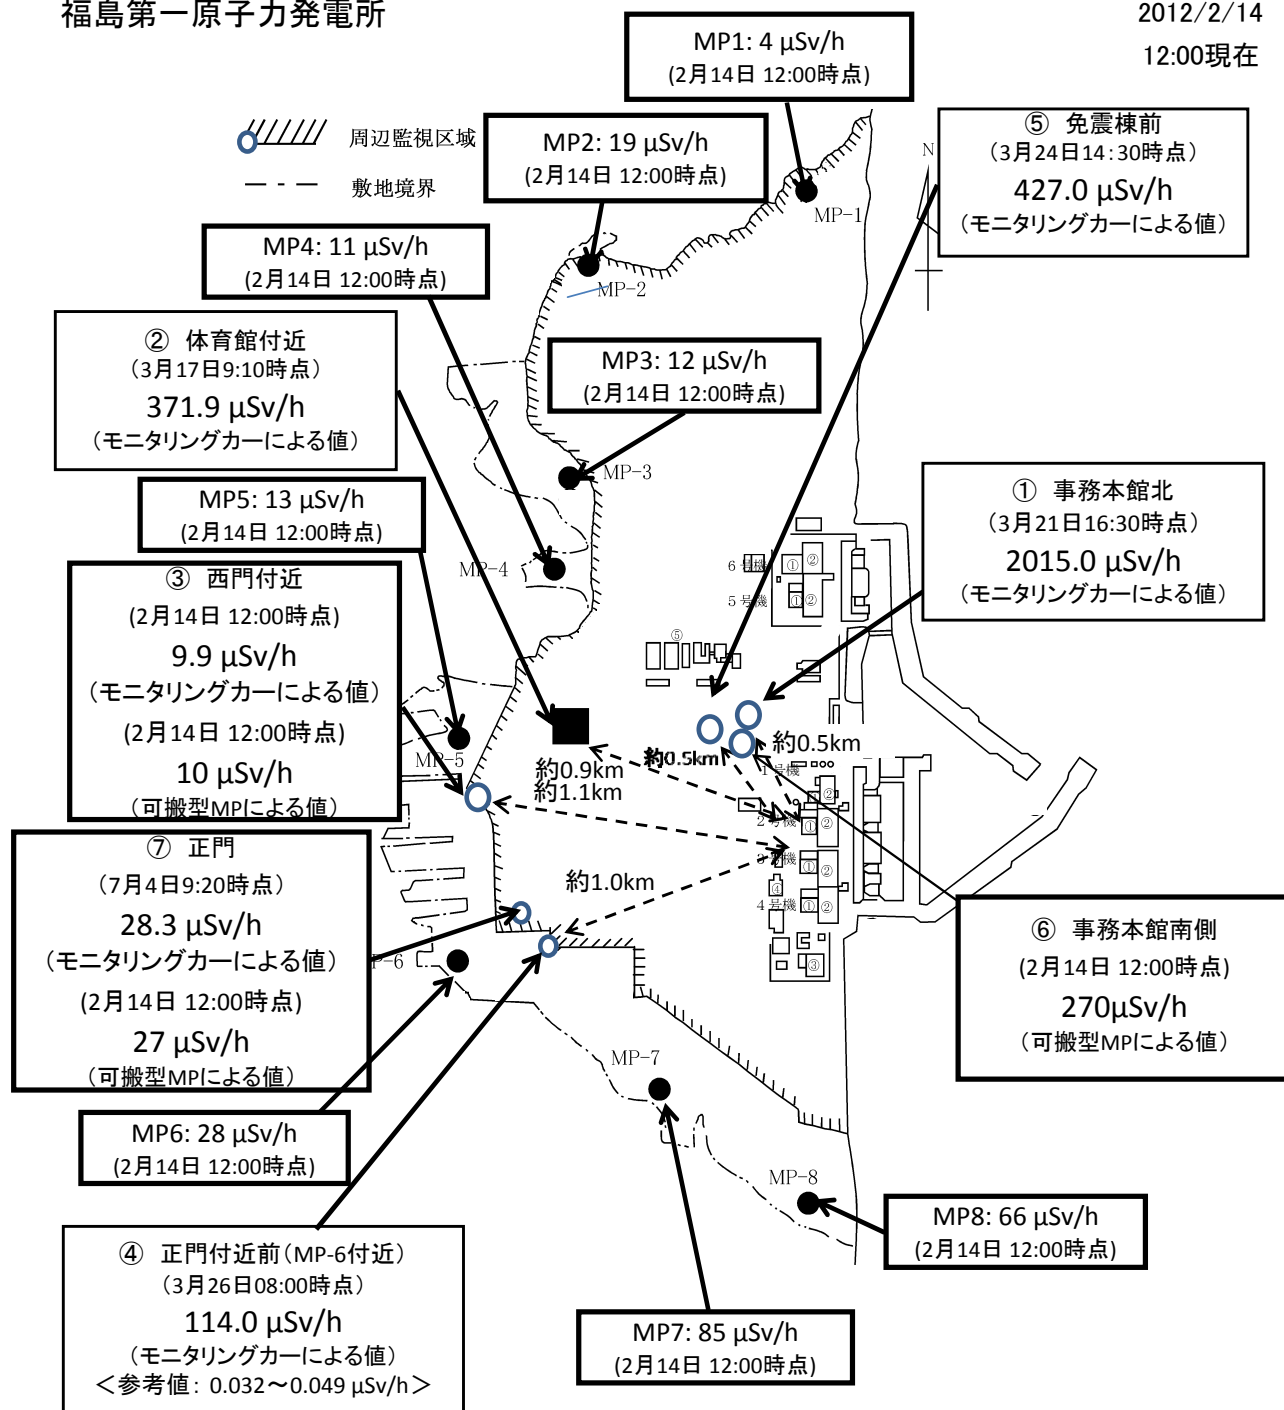 福島第一原子力発電所
2012/2/14
12:00現在
周辺監視区域
敷地境界
N
MP1: 4 μSv/h
(2月14日 12:00時点)
MP2: 19 μSv/h
(2月14日 12:00時点)
⑤ 免震棟前
(3月24日14:30時点)
427.0 μSv/h
(モニタリングカーによる値)
MP-1
MP4: 11 μSv/h
(2月14日 12:00時点)
MP-2
② 体育館付近
(3月17日9:10時点)
371.9 μSv/h
(モニタリングカーによる値)
MP3: 12 μSv/h
(2月14日 12:00時点)
MP-3
MP5: 13 μSv/h
(2月14日 12:00時点)
① 事務本館北
(3月21日16:30時点)
2015.0 μSv/h
(モニタリングカーによる値)
MP-4
6号機
①
②
5号機
①
②
⑤
③ 西門付近
(2月14日 12:00時点)
9.9 μSv/h
(モニタリングカーによる値)
(2月14日 12:00時点)
10 μSv/h
(可搬型MPによる値)
MP-5
約0.9km
約1.1km
約0.5km
約0.5km
1号機
②
2号機
①
②
3号機
①
②
④
4号機
①
②
③
約1.0km
⑦ 正門
(7月4日9:20時点)
28.3 μSv/h
(モニタリングカーによる値)
(2月14日 12:00時点)
27 μSv/h
(可搬型MPによる値)
P-6
⑥ 事務本館南側
(2月14日 12:00時点)
270μSv/h
(可搬型MPによる値)
MP-7
MP6: 28 μSv/h
(2月14日 12:00時点)
MP-8
MP8: 66 μSv/h
(2月14日 12:00時点)
④ 正門付近前(MP-6付近)
(3月26日08:00時点)
114.0 μSv/h
(モニタリングカーによる値)
<参考値: 0.032~0.049 μSv/h>
MP7: 85 μSv/h
(2月14日 12:00時点)